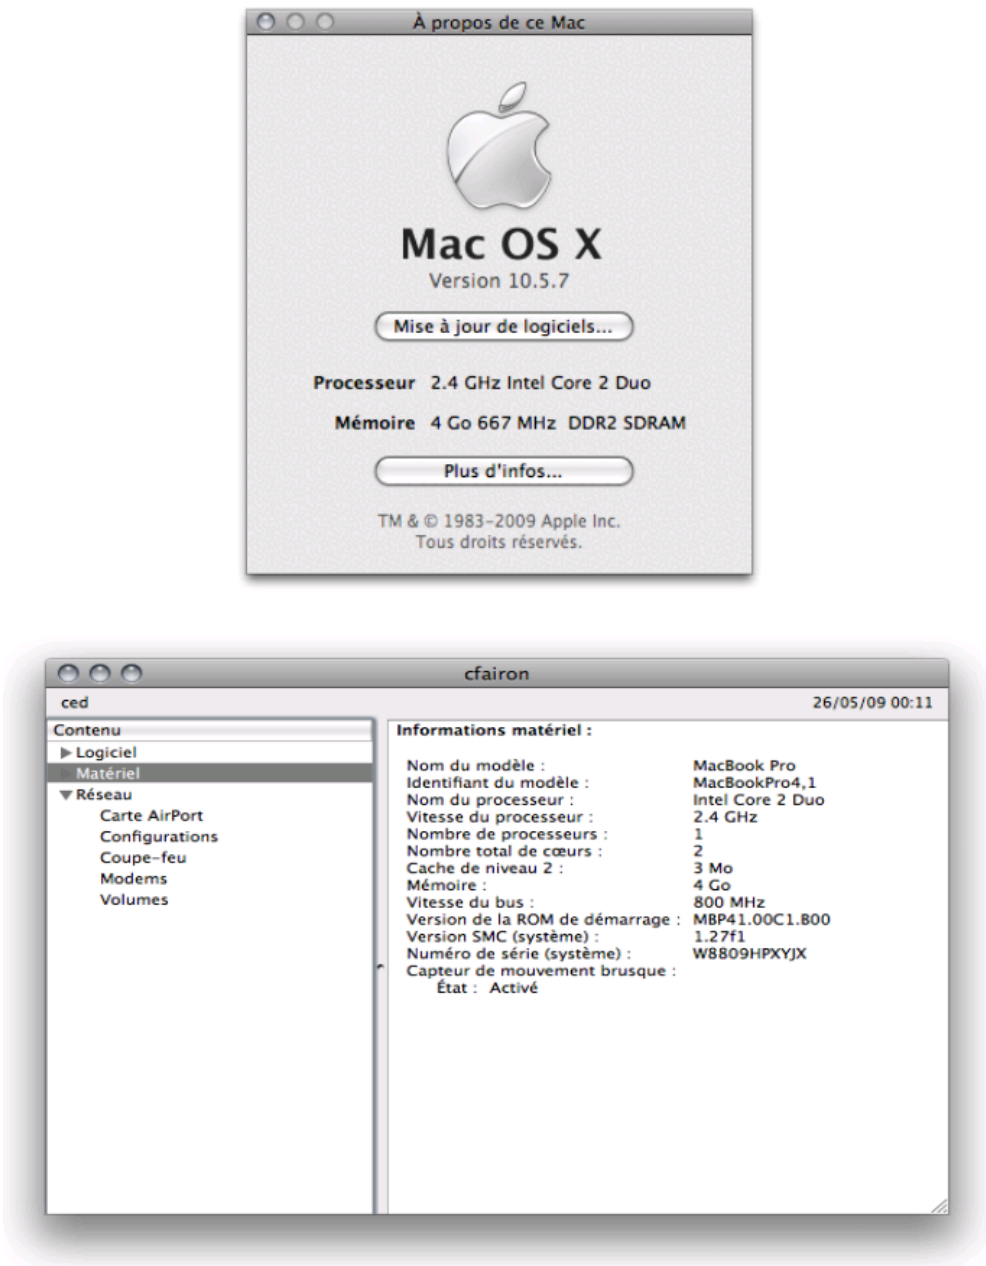 À propos de ce Mac
Mac OS X
Version 10.5.7
Mise à jour de logiciels...
Processeur 2.4 GHz Intel Core 2 Duo
Mémoire 4 Go 667 MHz DDR2 SDRAM
Plus d'infos...
TM & © 1983-2009 Apple Inc.
Tous droits réservés.
cfairon
ced 26/05/09 00:11
Contenu
Logiciel
Matériel
Réseau
Carte AirPort
Configurations
Coupe-feu
Modems
Volumes
Informations matériel :
Nom du modèle : MacBook Pro
Identifiant du modèle : MacBookPro4,1
Nom du processeur : Intel Core 2 Duo
Vitesse du processeur : 2.4 GHz
Nombre de processeurs : 1
Nombre total de cœurs : 2
Cache de niveau 2 : 3 Mo
Mémoire : 4 Go
Vitesse du bus : 800 MHz
Version de la ROM de démarrage : MBP41.00C1.B00
Version SMC (système) : 1.27f1
Numéro de série (système) : W8809HPXYJX
Capteur de mouvement brusque :
État : Activé